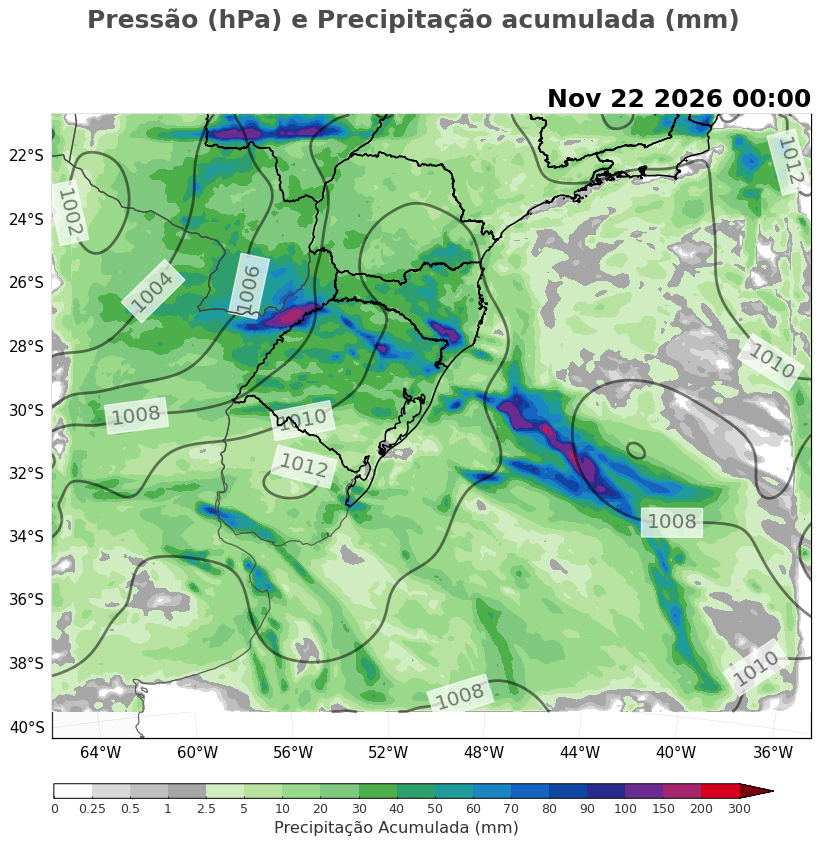 Pressão (hPa) e Precipitação acumulada (mm)
Nov 22 2026 00:00
22°S
24°S
26°S
28°S
30°S
32°S
34°S
36°S
38°S
40°S
1012
1002
1004
1006
1010
1008
1010
1012
1008
1010
1008
64°W 60°W 56°W 52°W 48°W 44°W 40°W 36°W
0 0.25 0.5 1 2.5 5 10 20 30 40 50 60 70 80 90 100 150 200 300
Precipitação Acumulada (mm)